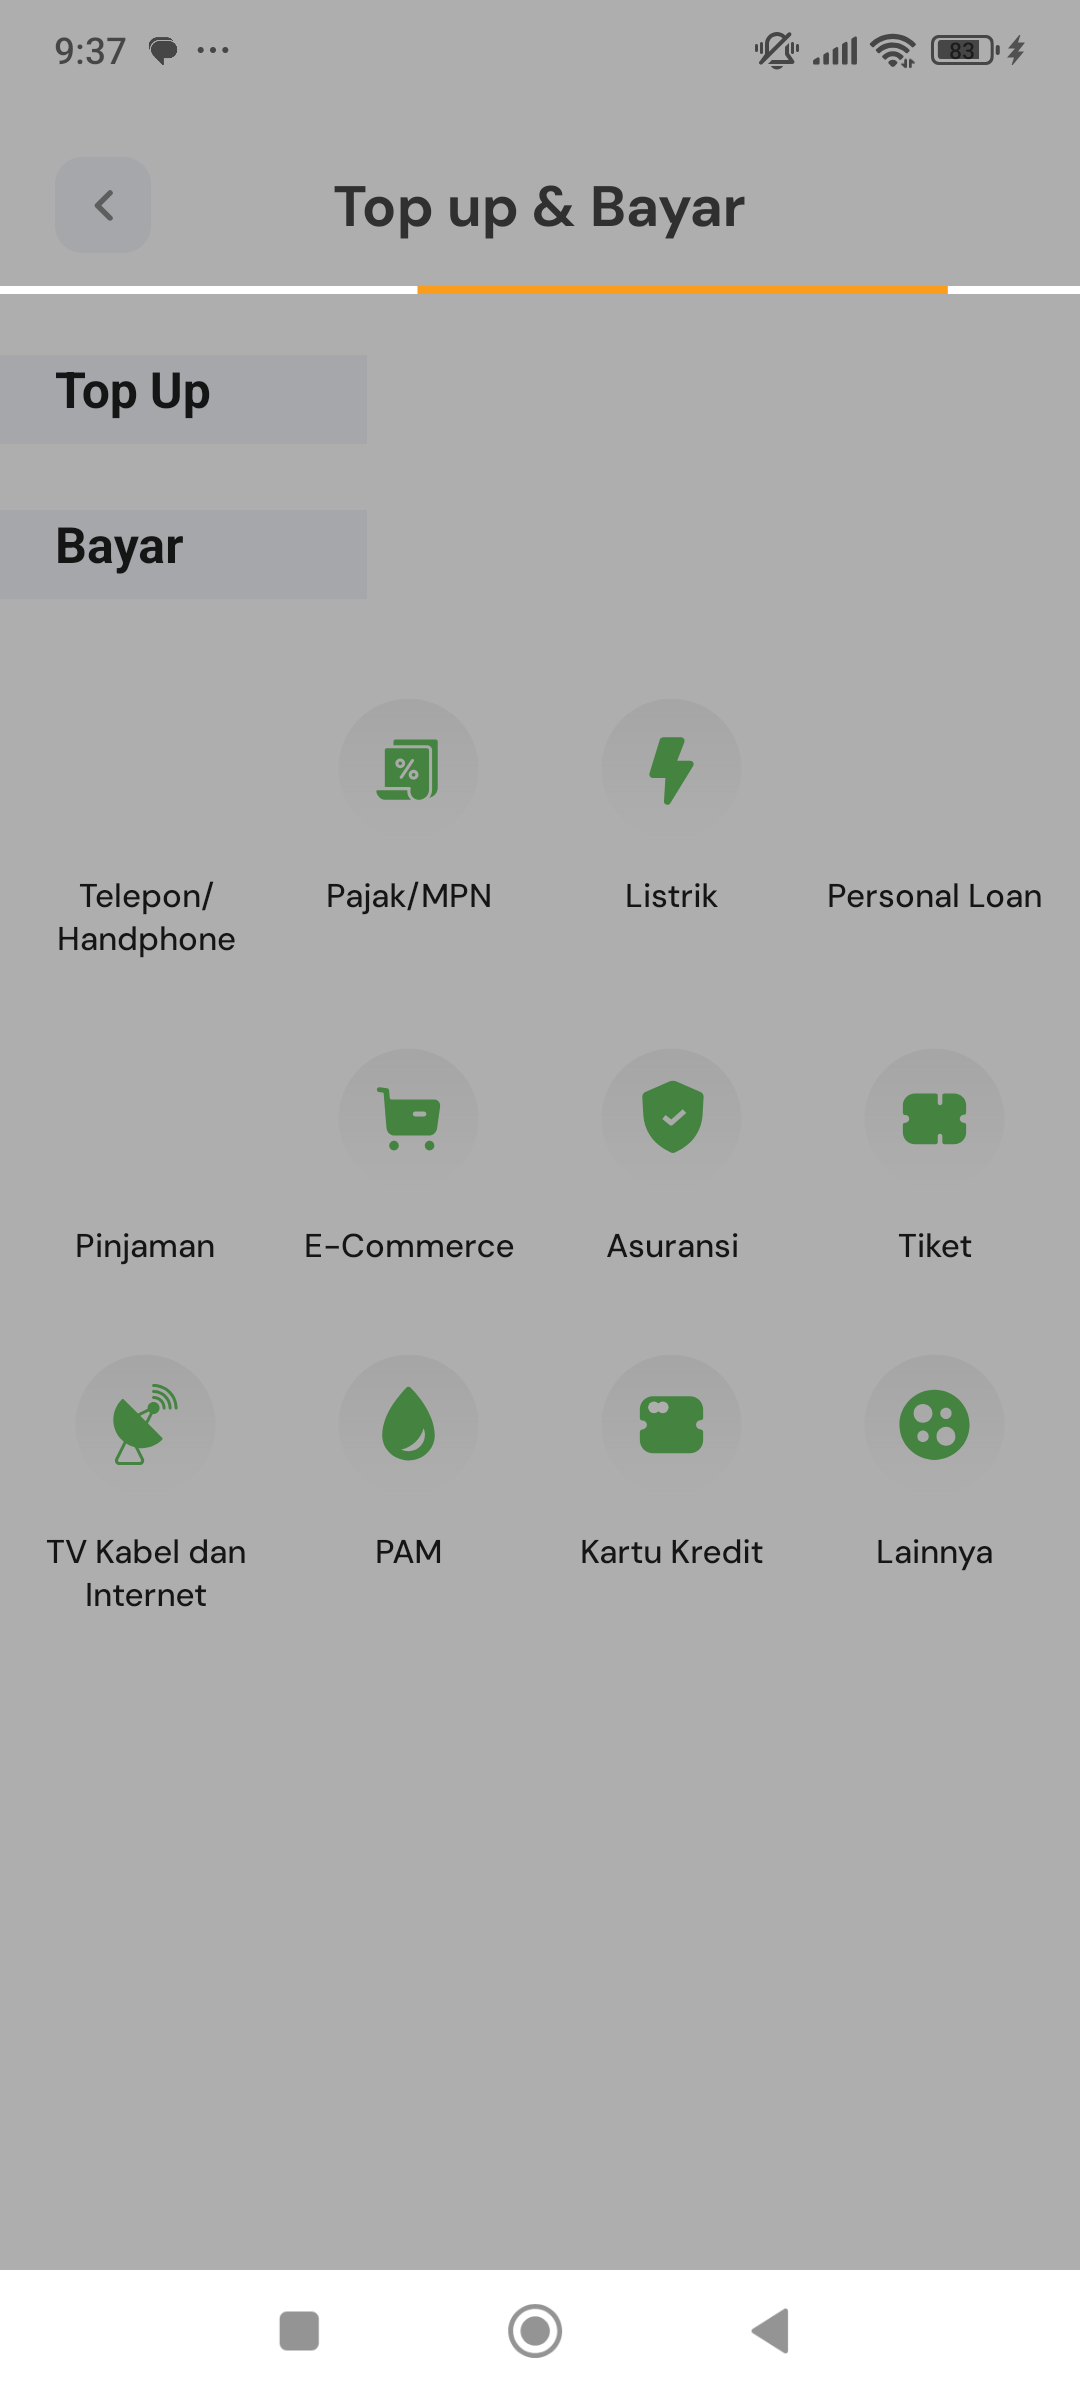 9:37
83
Top up & Bayar
Top Up
Bayar
%
Telepon/
Handphone
Pajak/MPN
Listrik
Personal Loan
Pinjaman
E-Commerce
Asuransi
Tiket
TV Kabel dan
Internet
PAM
Kartu Kredit
Lainnya